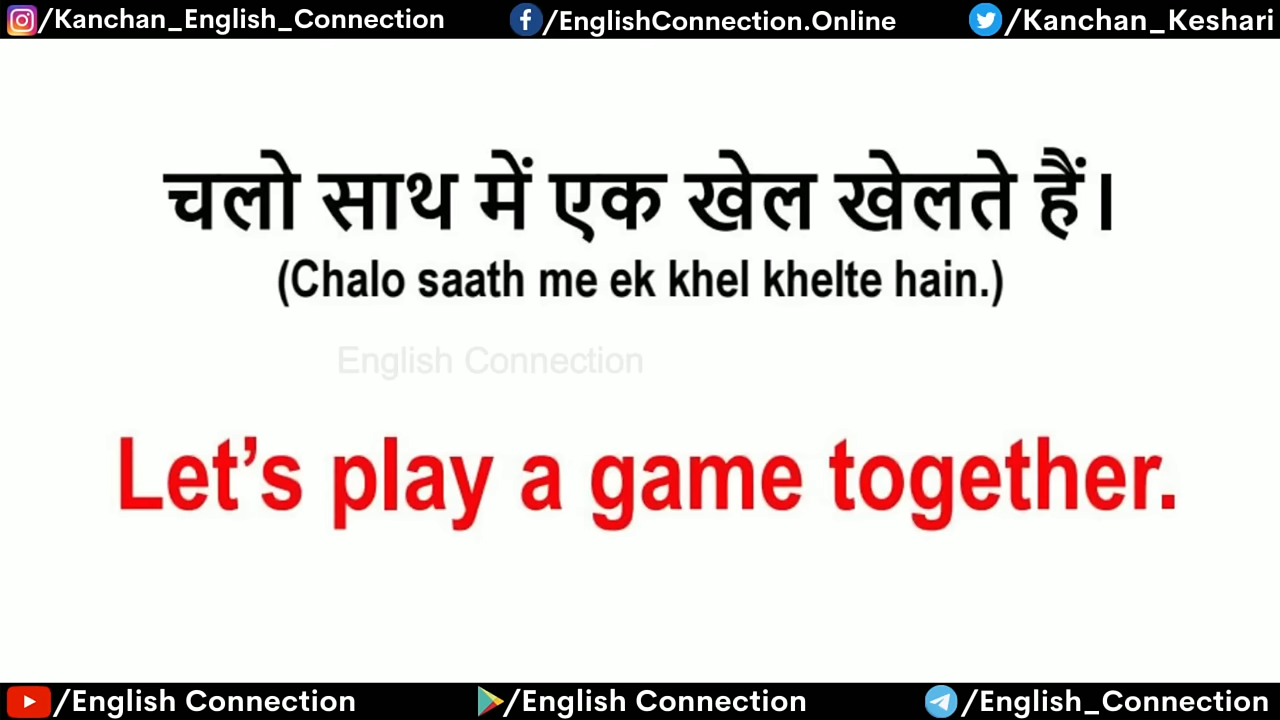 /Kanchan_English_Connection /EnglishConnection.Online /Kanchan_Keshari
चलो साथ में एक खेल खेलते हैं।
(Chalo saath me ek khel khelte hain.)
English Connection
Let’s play a game together.
/English Connection /English Connection /English_Connection